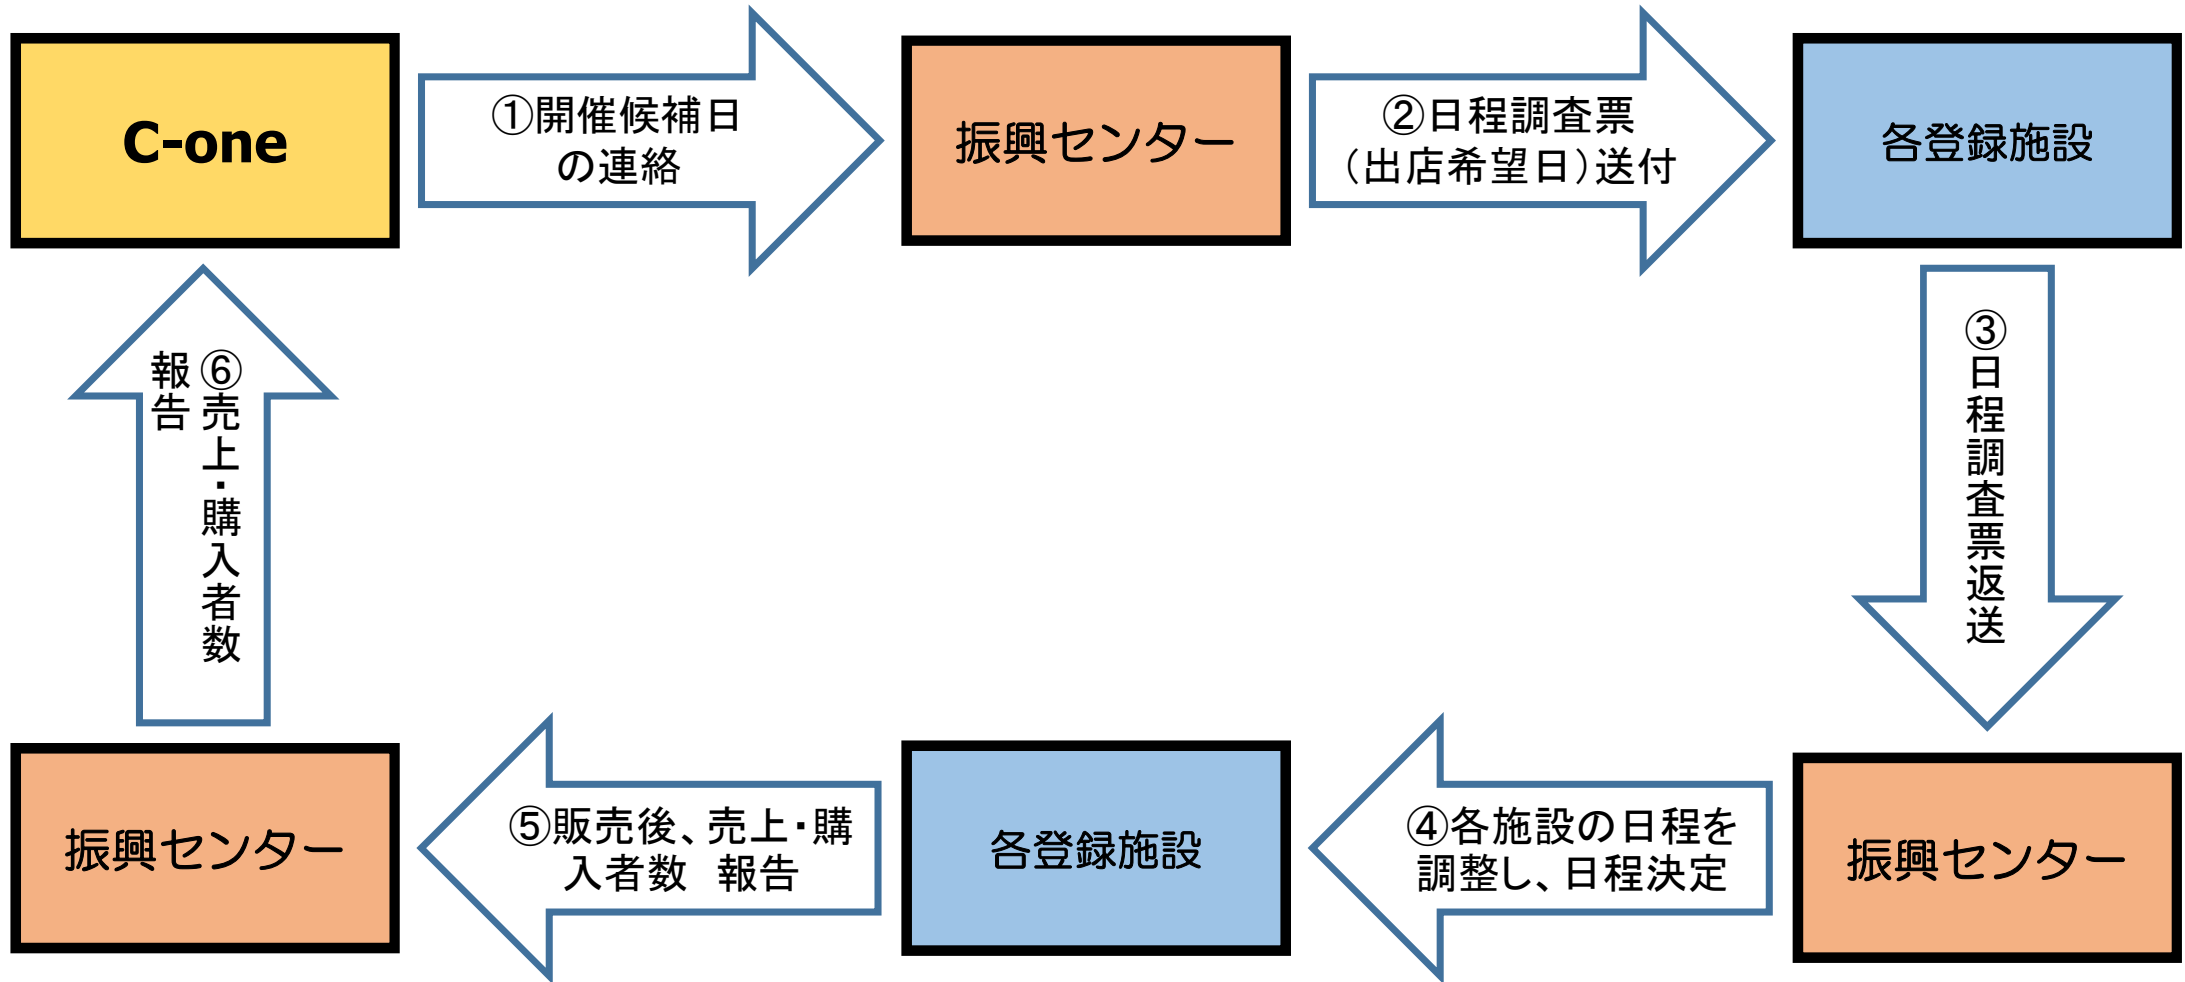 C-one
①開催候補日
の連絡
振興センター
②日程調査票
（出店希望日）送付
各登録施設
③日程調査票返送
振興センター
④各施設の日程を
調整し、日程決定
各登録施設
⑤販売後、売上・購
入者数　報告
振興センター
⑥売上・購入者数
報告